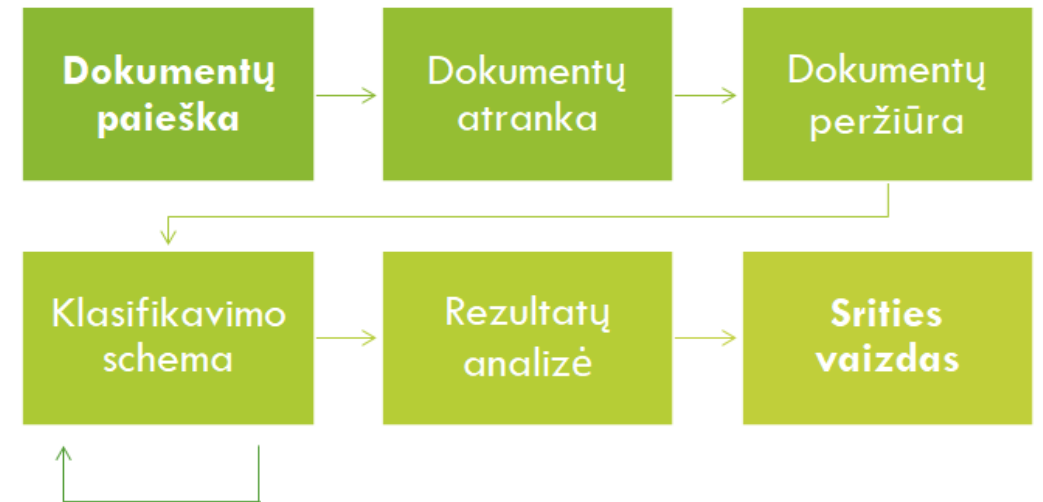 Dokumentų
paieška
Dokumentų
atranka
Dokumentų
peržiūra
Klasifikavimo
schema
Rezultatų
analizė
Srities
vaizdas